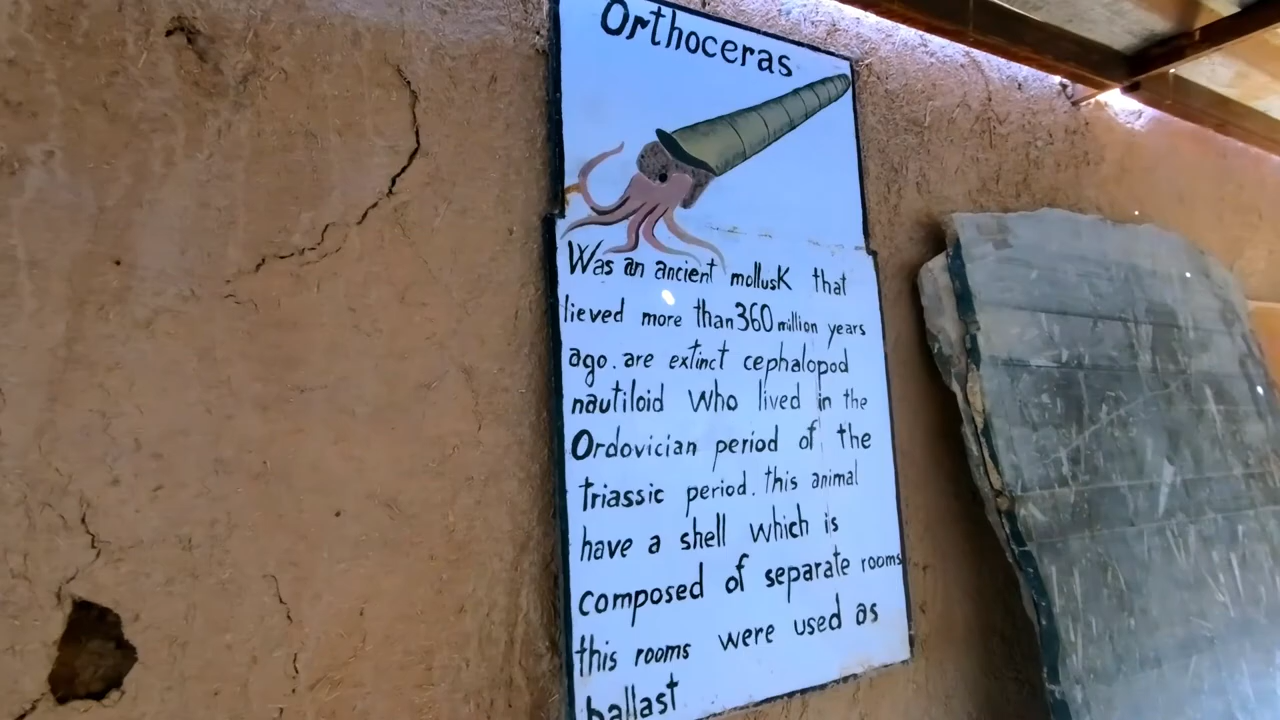 Orthoceras
Was an ancient mollusk that
lieved more than 360 million years
ago. are extinct cephalopod
nautiloid who lived in the
Ordovician period of the
triassic period. this animal
have a shell which is
composed of separate rooms
this rooms were used as
ballast